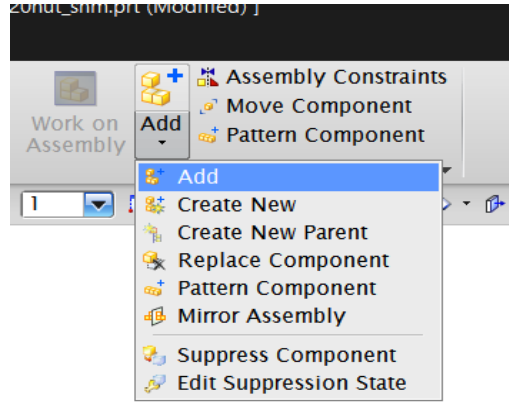 20nut_shm.prt (Modified) ]
Assembly Constraints
Move Component
Pattern Component
Work on
Assembly
Add
Add
1
Create New
Create New Parent
Replace Component
Pattern Component
Mirror Assembly
Suppress Component
Edit Suppression State